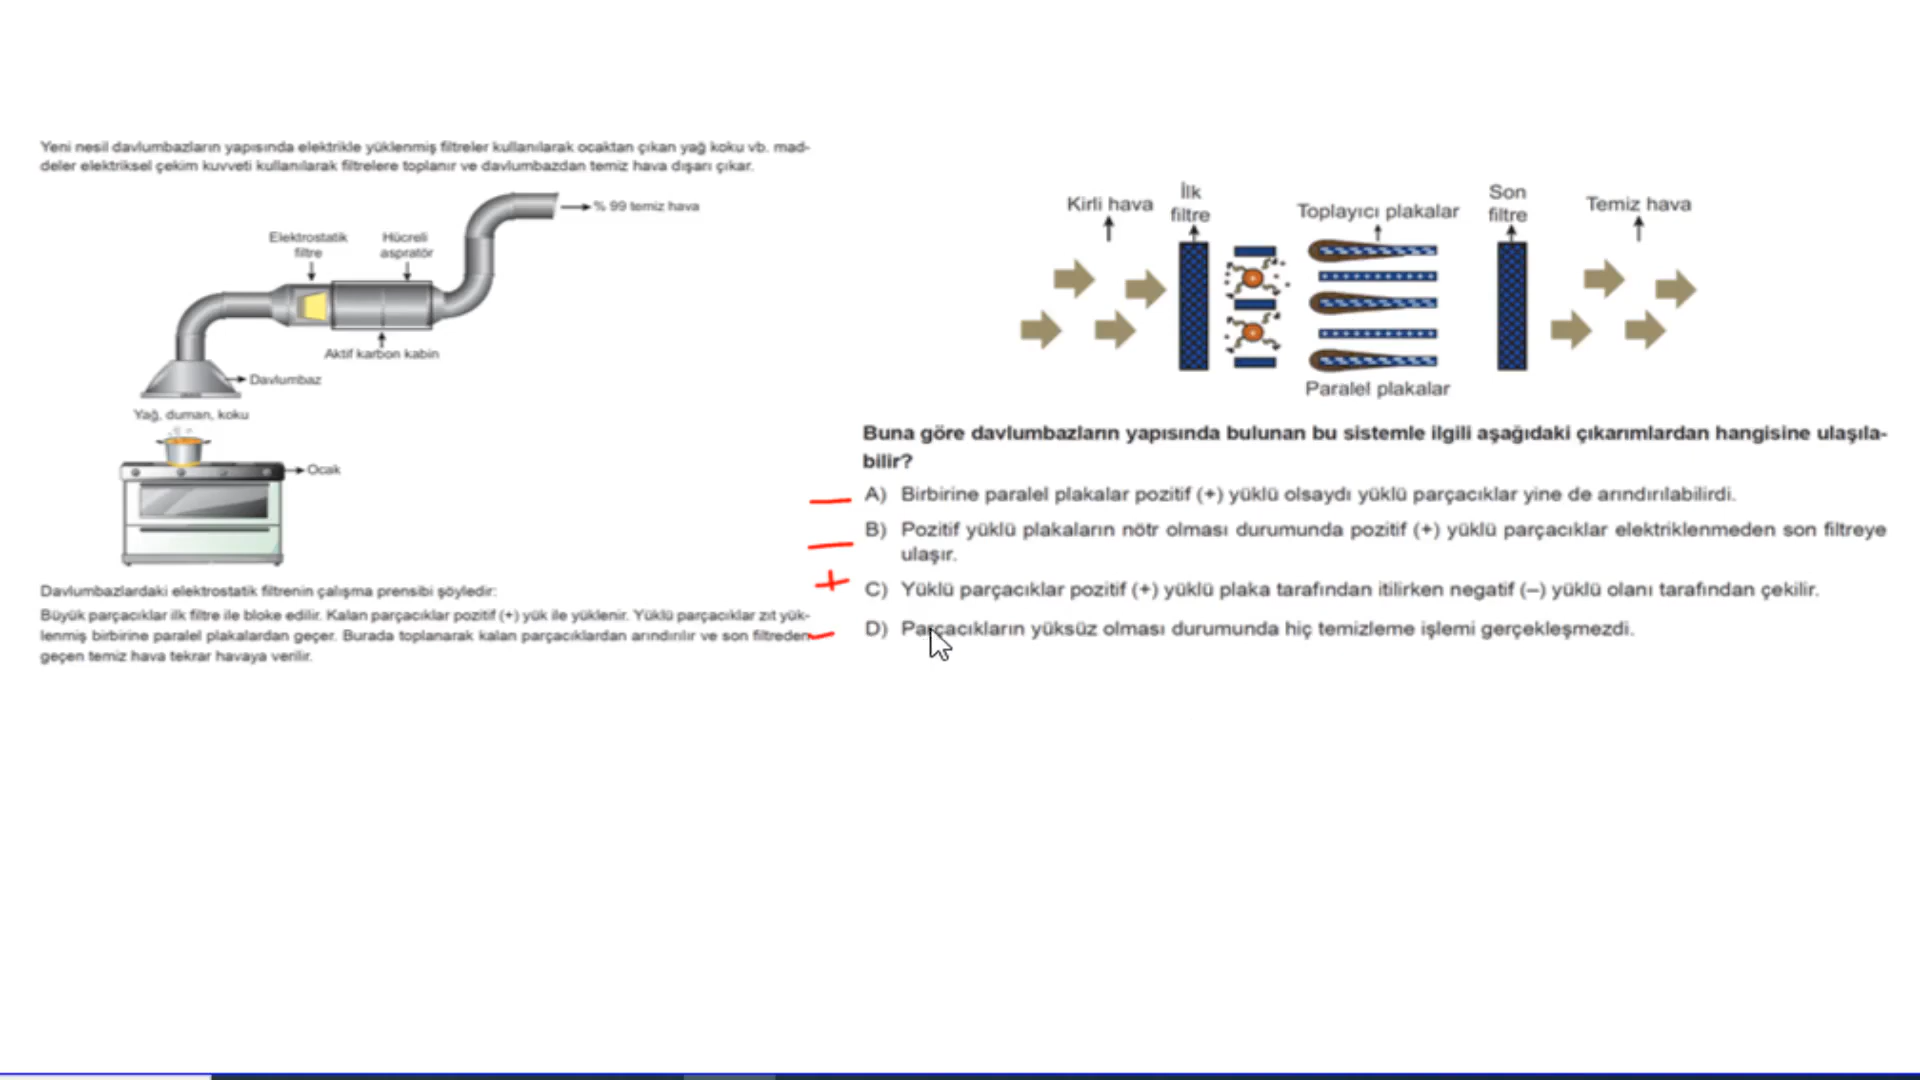 Yeni nesil davlumbazların yapısında elektrikle yüklenmiş filtreler kullanılarak ocaktan çıkan yağ koku vb. mad-
deler elektriksel çekim kuvveti kullanılarak filtrelere toplanır ve davlumbazdan temiz hava dışarı çıkar.
% 99 temiz hava
Elektrostatik
filtre
Hücreli
aspratör
Aktif karbon kabin
Davlumbaz
Yağ, duman, koku
Ocak
Davlumbazlardaki elektrostatik filtrenin çalışma prensibi şöyledir:
Büyük parçacıklar ilk filtre ile bloke edilir. Kalan parçacıklar pozitif (+) yük ile yüklenir. Yüklü parçacıklar zıt yük-
lenmiş birbirine paralel plakalardan geçer. Burada toplanarak kalan parçacıklardan arındırılır ve son filtreden
geçen temiz hava tekrar havaya verilir.
Kirli hava
İlk
filtre
Toplayıcı plakalar
Son
filtre
Temiz hava
Paralel plakalar
Buna göre davlumbazların yapısında bulunan bu sistemle ilgili aşağıdaki çıkarımlardan hangisine ulaşıla-
bilir?
A) Birbirine paralel plakalar pozitif (+) yüklü olsaydı yüklü parçacıklar yine de arındırılabilirdi.
B) Pozitif yüklü plakaların nötr olması durumunda pozitif (+) yüklü parçacıklar elektriklenmeden son filtreye
ulaşır.
C) Yüklü parçacıklar pozitif (+) yüklü plaka tarafından itilirken negatif (–) yüklü olanı tarafından çekilir.
D) Parçacıkların yüksüz olması durumunda hiç temizleme işlemi gerçekleşmezdi.